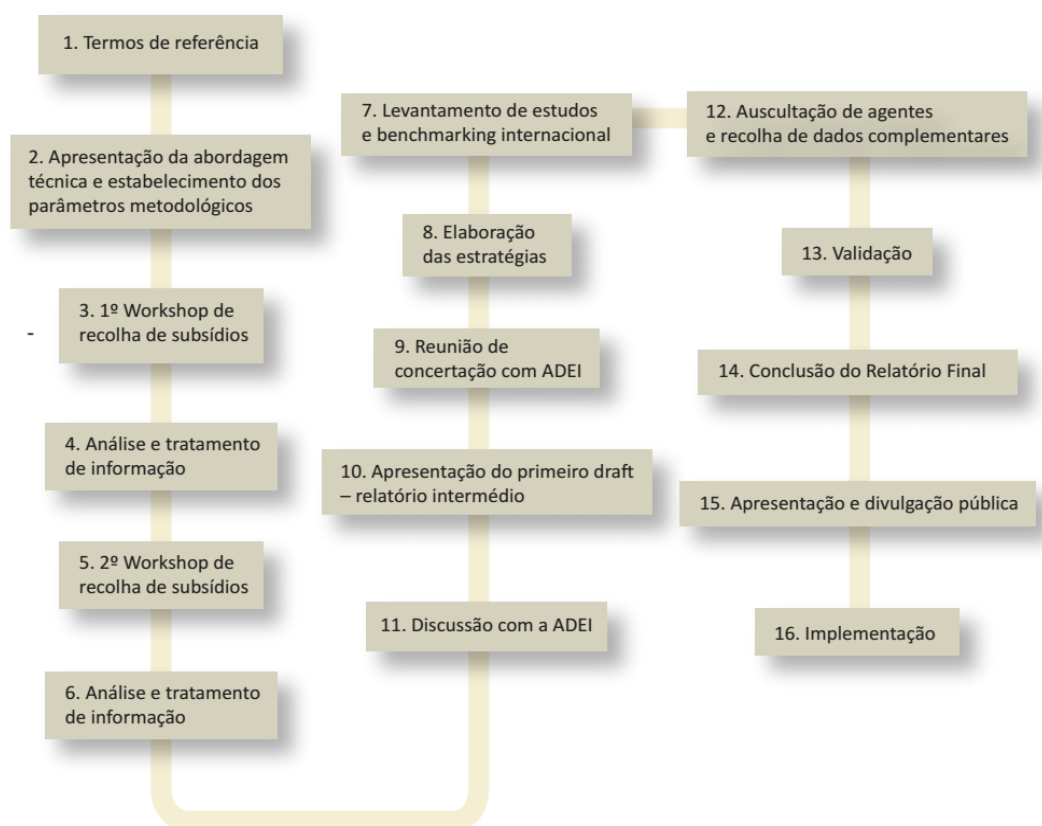 1. Termos de referência
2. Apresentação da abordagem
técnica e estabelecimento dos
parâmetros metodológicos
3. 1º Workshop de
recolha de subsídios
-
4. Análise e tratamento
de informação
5. 2º Workshop de
recolha de subsídios
6. Análise e tratamento
de informação
7. Levantamento de estudos
e benchmarking internacional
8. Elaboração
das estratégias
9. Reunião de
concertação com ADEI
10. Apresentação do primeiro draft
– relatório intermédio
11. Discussão com a ADEI
12. Auscultação de agentes
e recolha de dados complementares
13. Validação
14. Conclusão do Relatório Final
15. Apresentação e divulgação pública
16. Implementação